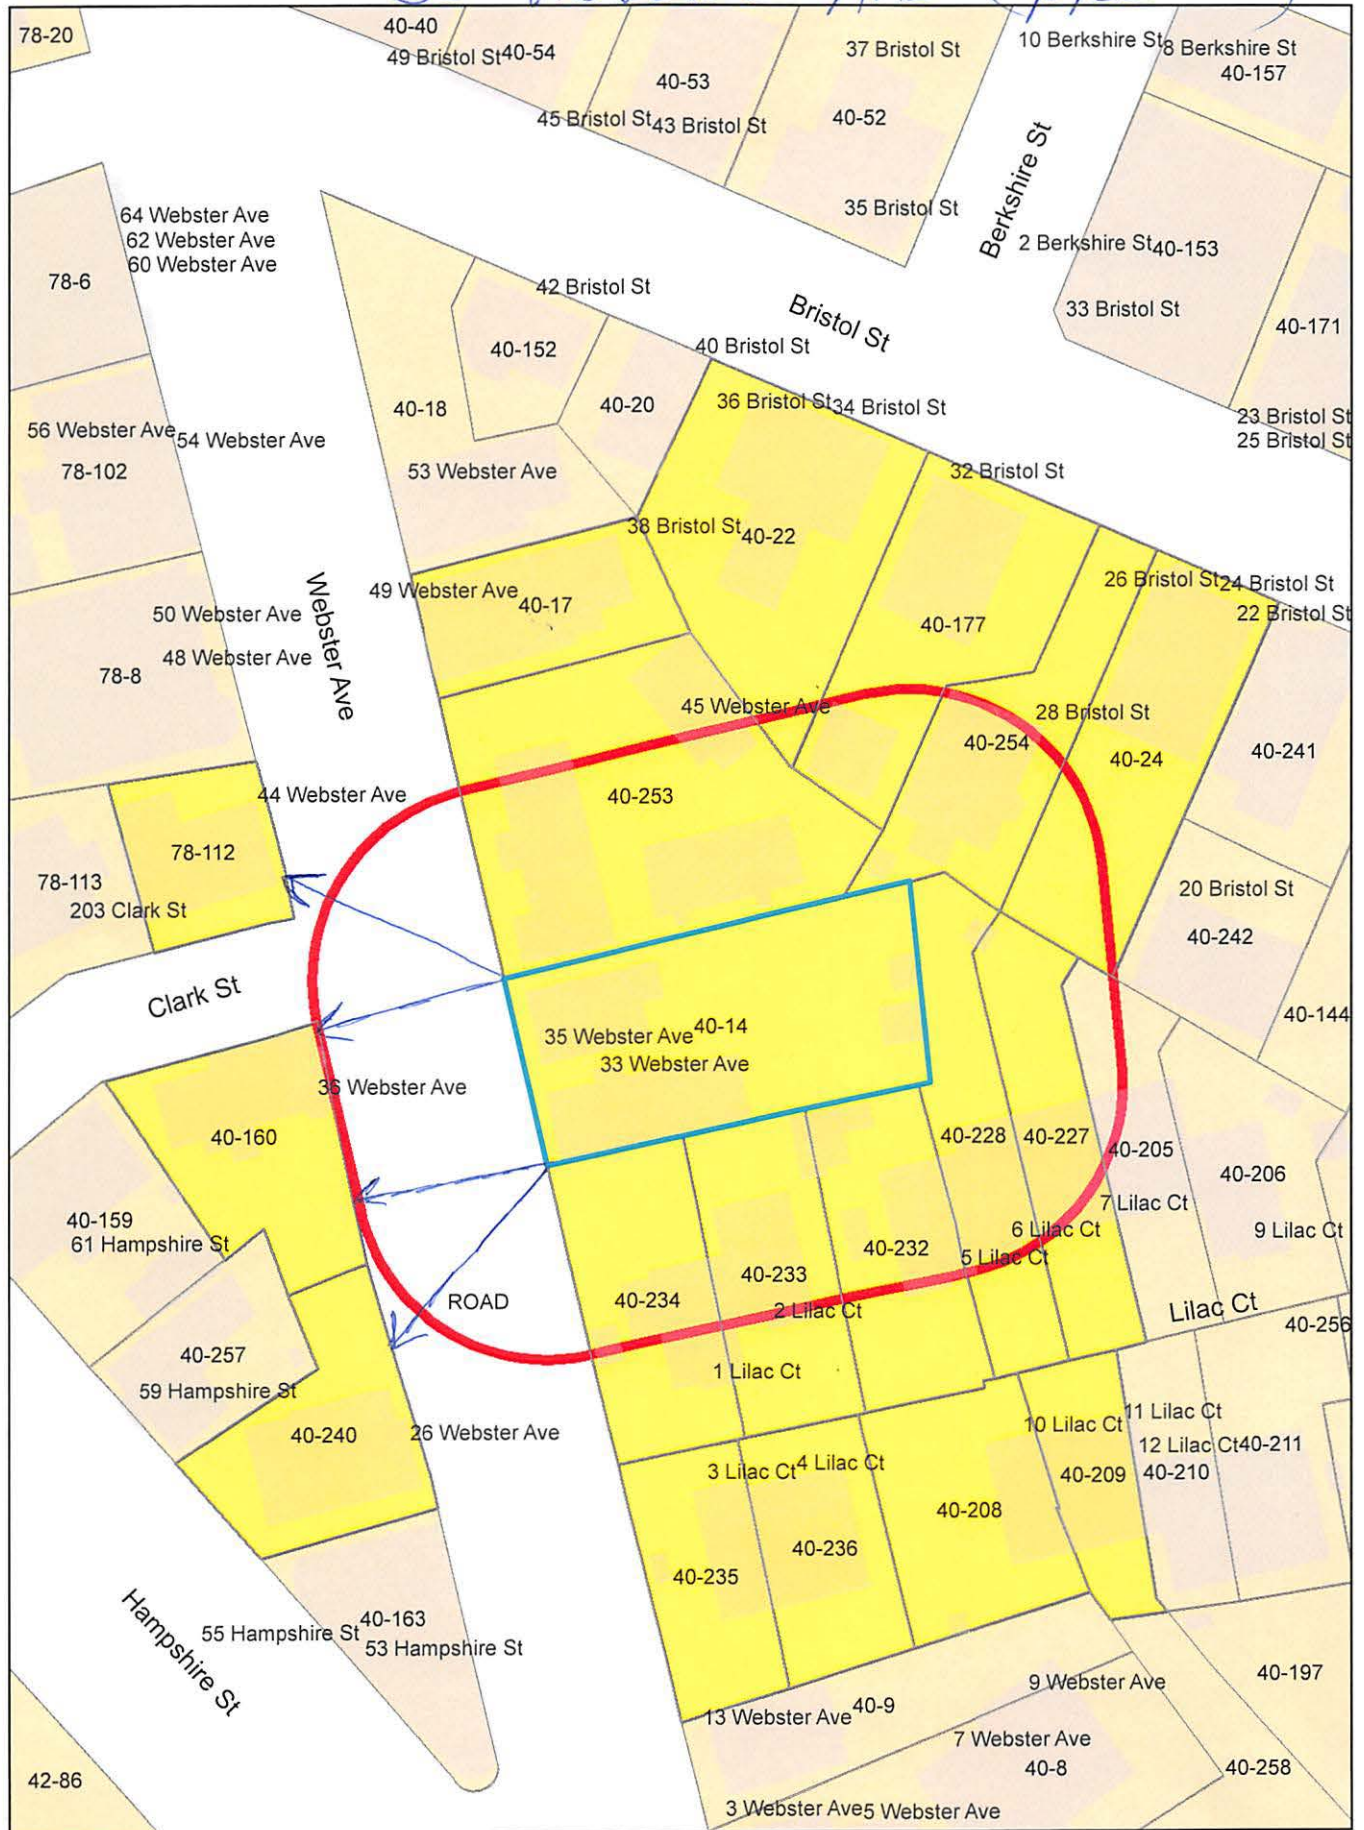 78-20
40-40
49 Bristol St
40-54
37 Bristol St
10 Berkshire St
8 Berkshire St
40-157
40-53
45 Bristol St
43 Bristol St
40-52
Berkshire St
35 Bristol St
64 Webster Ave
62 Webster Ave
60 Webster Ave
2 Berkshire St
40-153
78-6
42 Bristol St
Bristol St
33 Bristol St
40-171
40-152
40 Bristol St
40-18
40-20
36 Bristol St
34 Bristol St
23 Bristol St
25 Bristol St
56 Webster Ave
54 Webster Ave
78-102
53 Webster Ave
32 Bristol St
38 Bristol St
40-22
Webster Ave
49 Webster Ave
40-17
26 Bristol St
24 Bristol St
22 Bristol St
50 Webster Ave
40-177
48 Webster Ave
78-8
45 Webster Ave
28 Bristol St
40-254
40-24
40-241
44 Webster Ave
40-253
78-112
78-113
203 Clark St
20 Bristol St
40-242
Clark St
40-144
35 Webster Ave
40-14
33 Webster Ave
36 Webster Ave
40-160
40-228
40-227
40-205
40-206
7 Lilac Ct
40-159
61 Hampshire St
6 Lilac Ct
9 Lilac Ct
40-232
5 Lilac Ct
40-233
40-234
ROAD
2 Lilac Ct
Lilac Ct
40-256
40-257
1 Lilac Ct
59 Hampshire St
40-240
26 Webster Ave
10 Lilac Ct
11 Lilac Ct
12 Lilac Ct
40-211
3 Lilac Ct
4 Lilac Ct
40-209
40-210
40-208
40-236
40-235
Hampshire St
40-163
55 Hampshire St
53 Hampshire St
40-197
9 Webster Ave
13 Webster Ave
40-9
7 Webster Ave
40-8
40-258
42-86
3 Webster Ave
5 Webster Ave